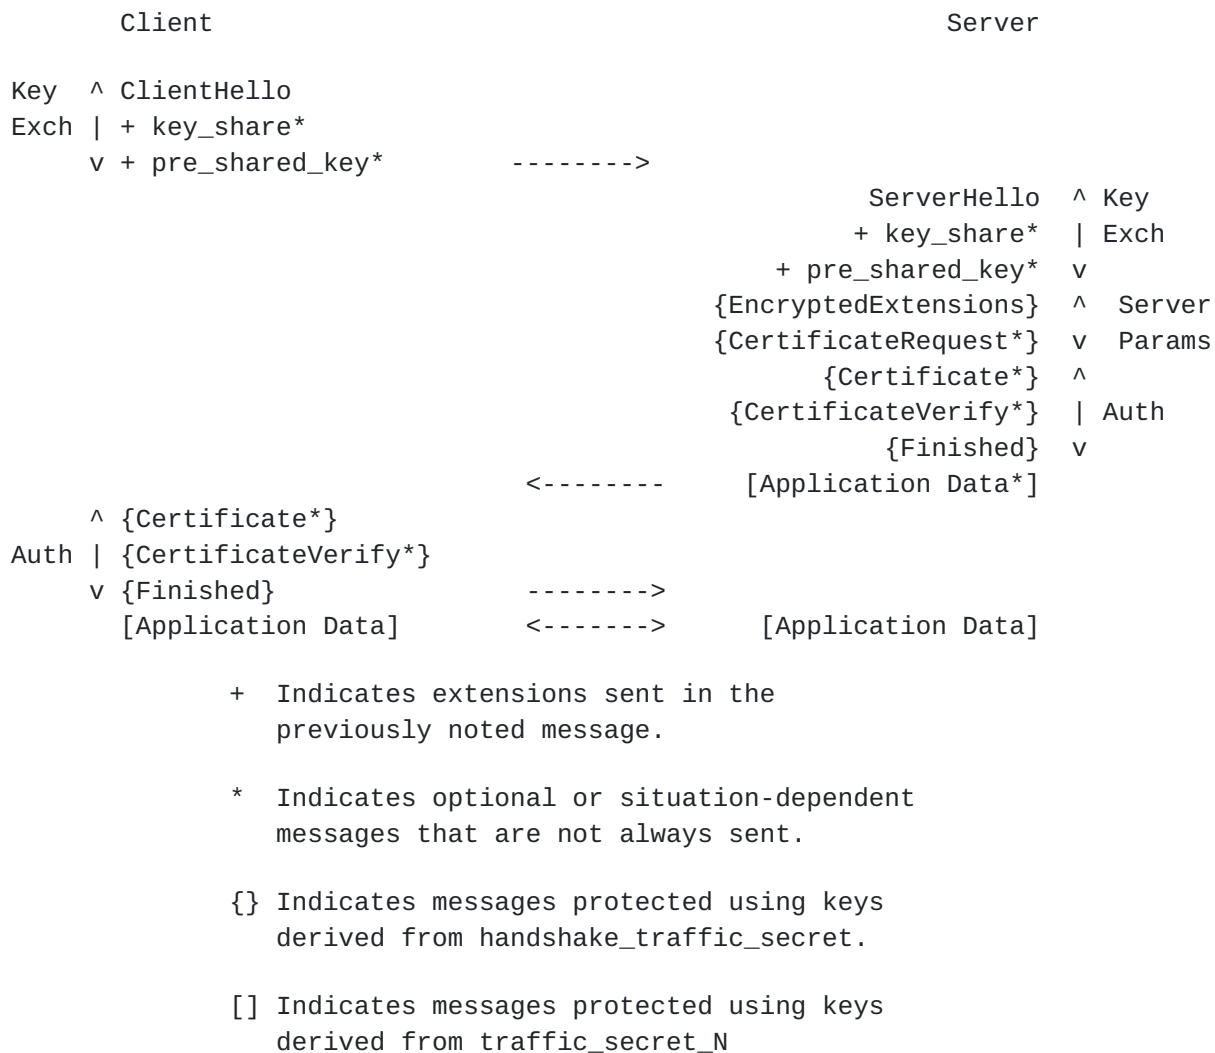 Client                                               Server

Key  ^ ClientHello
Exch | + key_share*
     v + pre_shared_key*        -------->
                                                       ServerHello  ^ Key
                                                      + key_share*  | Exch
                                                 + pre_shared_key*  v
                                             {EncryptedExtensions}  ^  Server
                                             {CertificateRequest*}  v  Params
                                                    {Certificate*}  ^
                                              {CertificateVerify*}  | Auth
                                                        {Finished}  v
                                 <--------     [Application Data*]
     ^ {Certificate*}
Auth | {CertificateVerify*}
     v {Finished}                -------->
       [Application Data]        <------->      [Application Data]

              +  Indicates extensions sent in the
                 previously noted message.

              *  Indicates optional or situation-dependent
                 messages that are not always sent.

              {} Indicates messages protected using keys
                 derived from handshake_traffic_secret.

              [] Indicates messages protected using keys
                 derived from traffic_secret_N